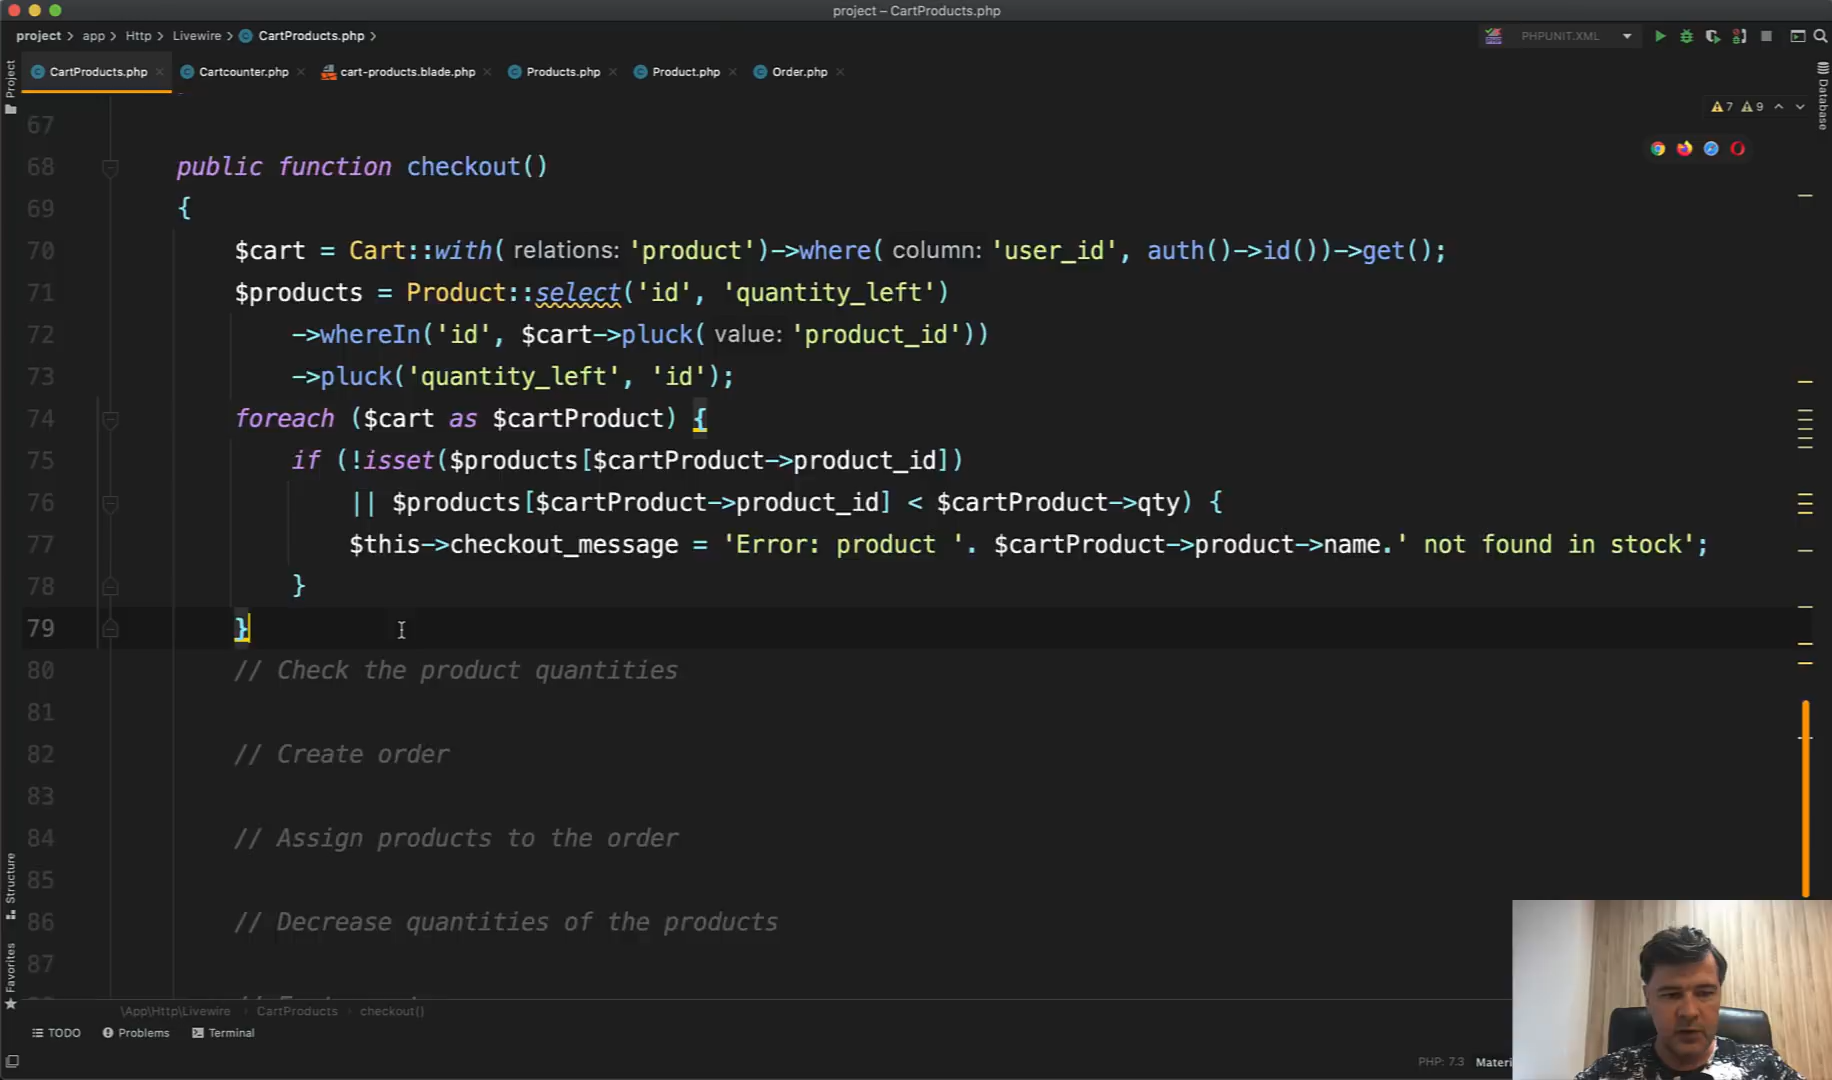 project – CartProducts.php
project > app > Http > Livewire > CartProducts.php >
PHPUNIT.XML
CartProducts.php
Cartcounter.php
cart-products.blade.php
Products.php
Product.php
Order.php
Project
Database
7 9
67
68 public function checkout()
69 {
70 $cart = Cart::with( relations: 'product')->where( column: 'user_id', auth()->id())->get();
71 $products = Product::select('id', 'quantity_left')
72 ->whereIn('id', $cart->pluck( value: 'product_id'))
73 ->pluck('quantity_left', 'id');
74 foreach ($cart as $cartProduct) {
75 if (!isset($products[$cartProduct->product_id])
76 || $products[$cartProduct->product_id] < $cartProduct->qty) {
77 $this->checkout_message = 'Error: product '. $cartProduct->product->name.' not found in stock';
78 }
79 }
80 // Check the product quantities
81
82 // Create order
83
84 // Assign products to the order
85
86 // Decrease quantities of the products
87
Structure
Favorites
\App\Http\Livewire > CartProducts > checkout()
TODO
Problems
Terminal
PHP: 7.3